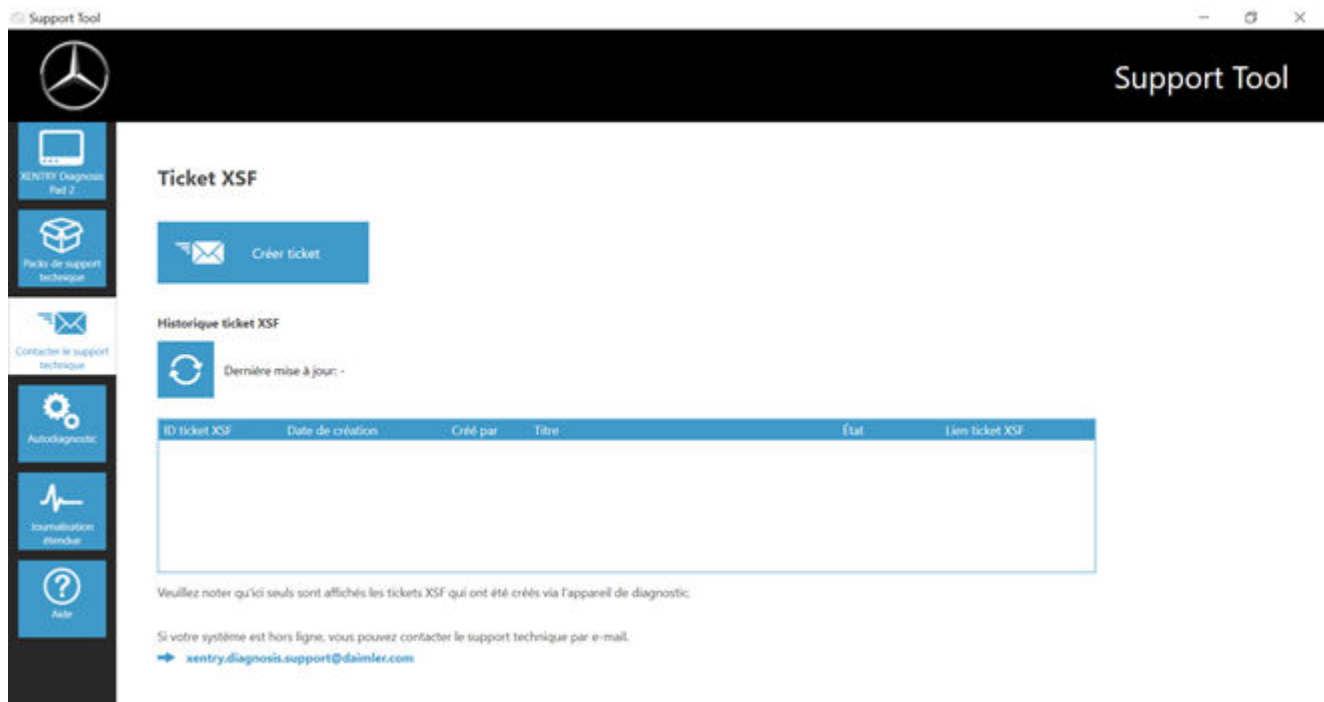 Support Tool
Support Tool
XENTRY Diagnosis
Pad 2
Packs de support
technique
Contacter le support
technique
Autodiagnostic
Journalisation
étendue
Aide
Ticket XSF
Créer ticket
Historique ticket XSF
Dernière mise à jour: -
ID ticket XSF Date de création Créé par Titre État Lien ticket XSF
Veuillez noter qu'ici seuls sont affichés les tickets XSF qui ont été créés via l'appareil de diagnostic.
Si votre système est hors ligne, vous pouvez contacter le support technique par e-mail.
xentry.diagnosis.support@daimler.com